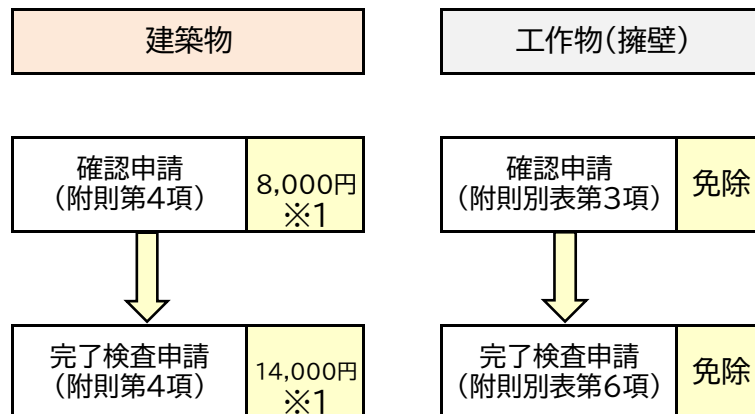 建築物
工作物(擁壁)
確認申請
(附則第4項)
8,000円
※1
確認申請
(附則別表第3項)
免除
完了検査申請
(附則第4項)
14,000円
※1
完了検査申請
(附則別表第6項)
免除